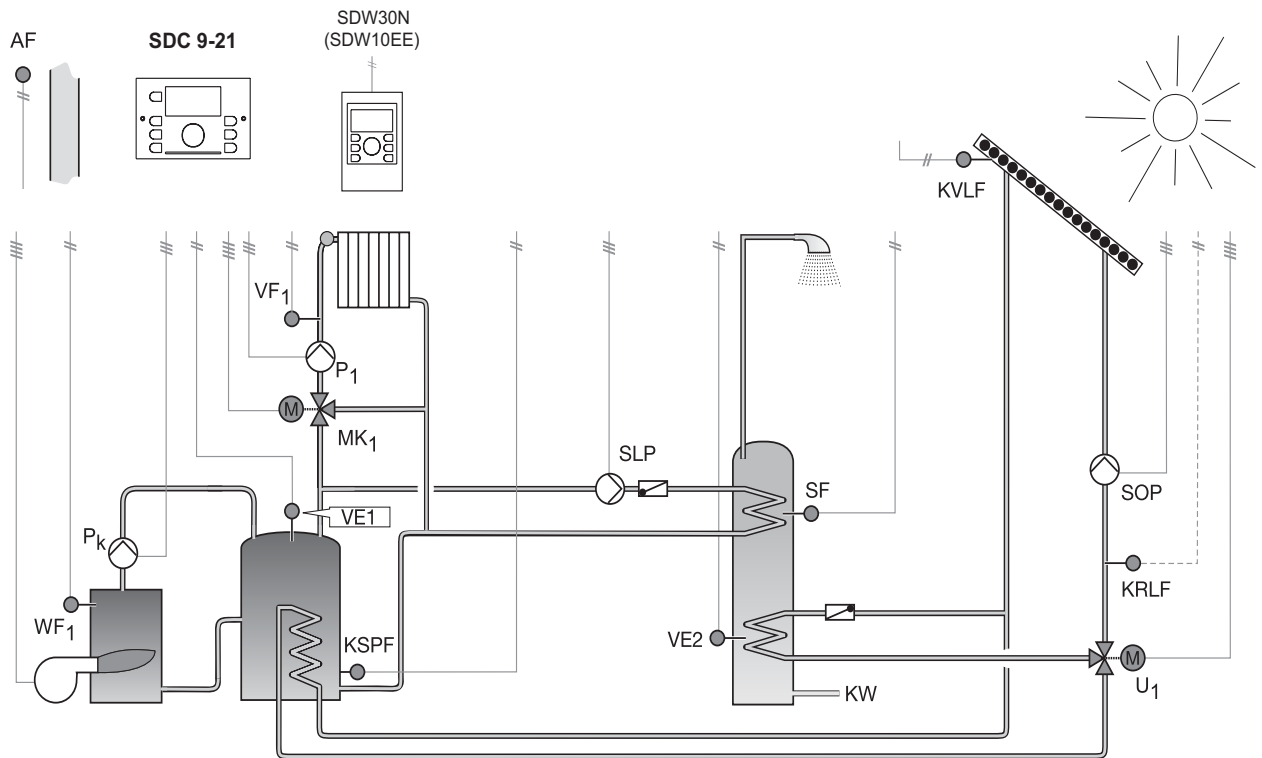 AF
SDC 9-21
SDW30N
(SDW10EE)
KVLF
VF1
P1
M
MK1
SLP
SF
SOP
VE1
Pk
KRLF
WF1
KSPF
VE2
M
U1
KW